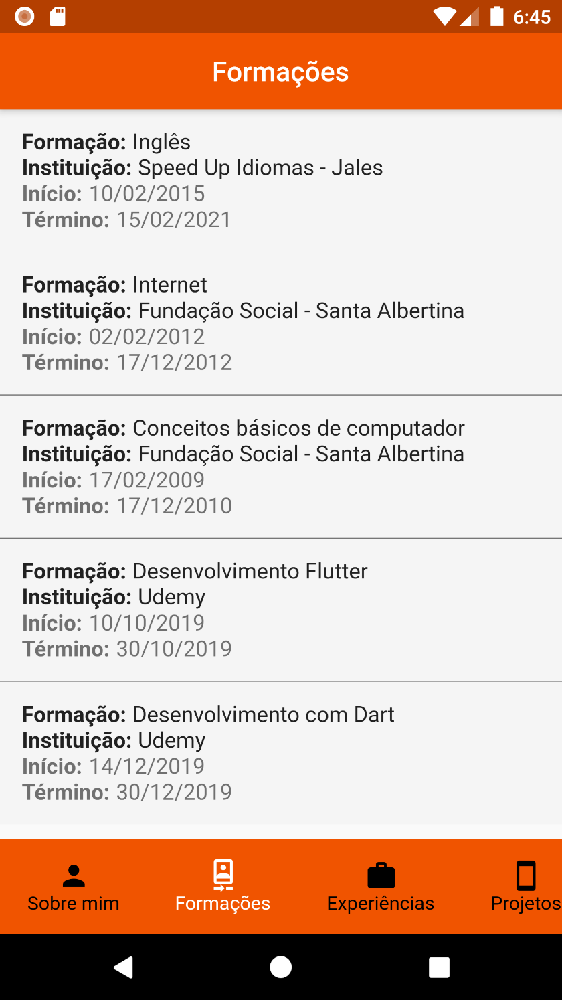 6:45
Formações
Formação: Inglês
Instituição: Speed Up Idiomas - Jales
Início: 10/02/2015
Término: 15/02/2021
Formação: Internet
Instituição: Fundação Social - Santa Albertina
Início: 02/02/2012
Término: 17/12/2012
Formação: Conceitos básicos de computador
Instituição: Fundação Social - Santa Albertina
Início: 17/02/2009
Término: 17/12/2010
Formação: Desenvolvimento Flutter
Instituição: Udemy
Início: 10/10/2019
Término: 30/10/2019
Formação: Desenvolvimento com Dart
Instituição: Udemy
Início: 14/12/2019
Término: 30/12/2019
Sobre mim Formações Experiências Projetos